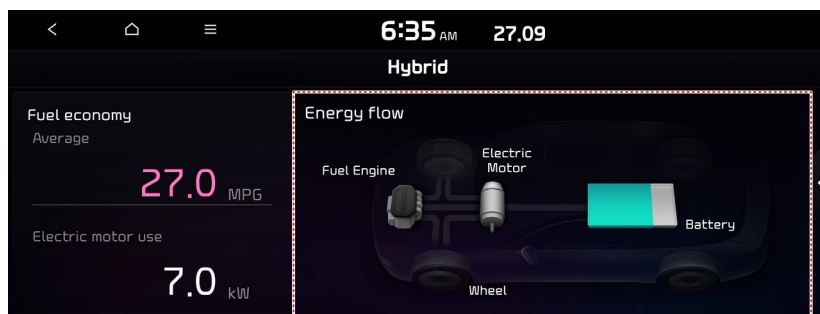 6:35 AM 27.09
Hybrid
Fuel economy
Average
27.0 MPG
Electric motor use
7.0 kW
Energy flow
Fuel Engine
Electric
Motor
Battery
Wheel